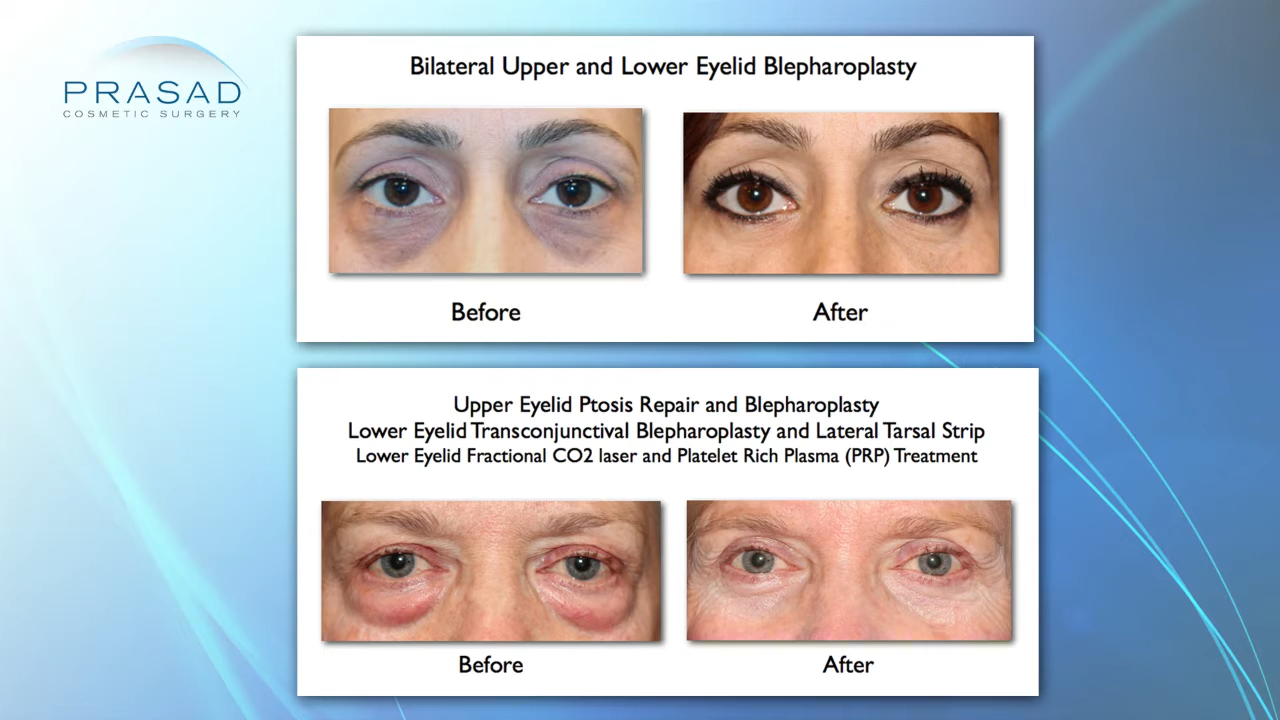 PRASAD
COSMETIC SURGERY
Bilateral Upper and Lower Eyelid Blepharoplasty
Before
After
Upper Eyelid Ptosis Repair and Blepharoplasty
Lower Eyelid Transconjunctival Blepharoplasty and Lateral Tarsal Strip
Lower Eyelid Fractional CO2 laser and Platelet Rich Plasma (PRP) Treatment
Before
After